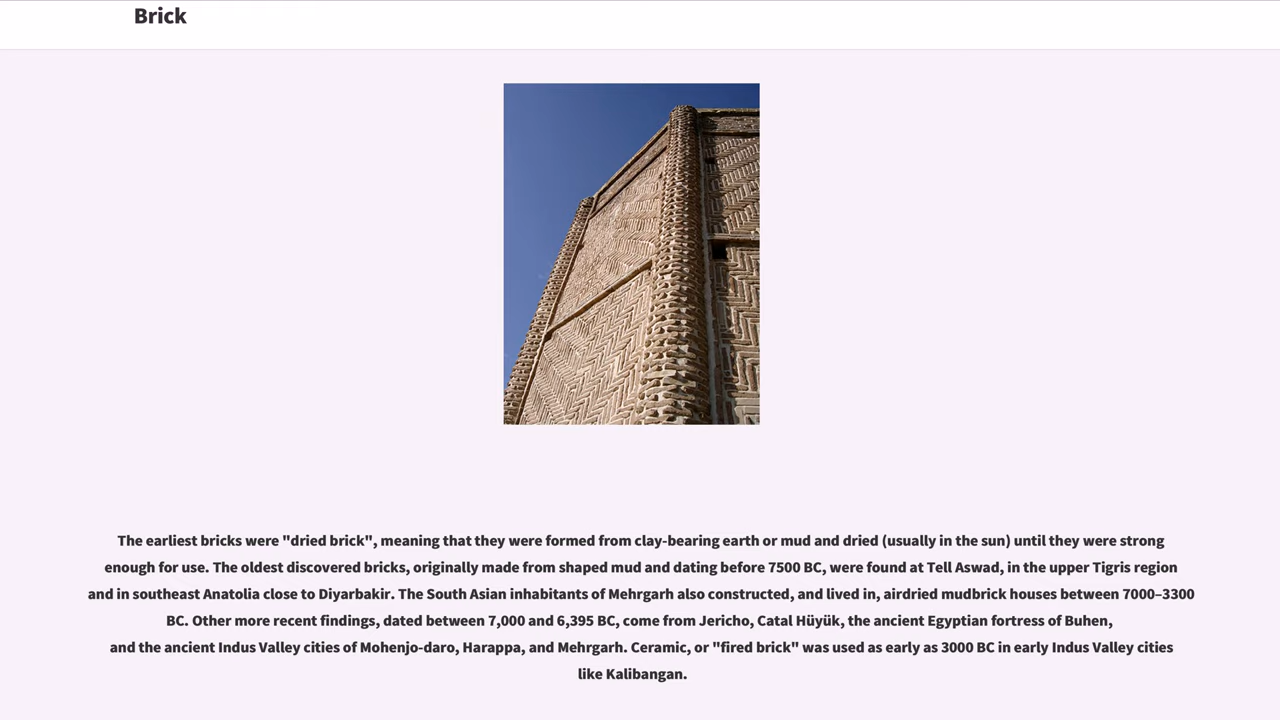 Brick
The earliest bricks were "dried brick", meaning that they were formed from clay-bearing earth or mud and dried (usually in the sun) until they were strong
enough for use. The oldest discovered bricks, originally made from shaped mud and dating before 7500 BC, were found at Tell Aswad, in the upper Tigris region
and in southeast Anatolia close to Diyarbakir. The South Asian inhabitants of Mehrgarh also constructed, and lived in, airdried mudbrick houses between 7000–3300
BC. Other more recent findings, dated between 7,000 and 6,395 BC, come from Jericho, Catal Hüyük, the ancient Egyptian fortress of Buhen,
and the ancient Indus Valley cities of Mohenjo-daro, Harappa, and Mehrgarh. Ceramic, or "fired brick" was used as early as 3000 BC in early Indus Valley cities
like Kalibangan.